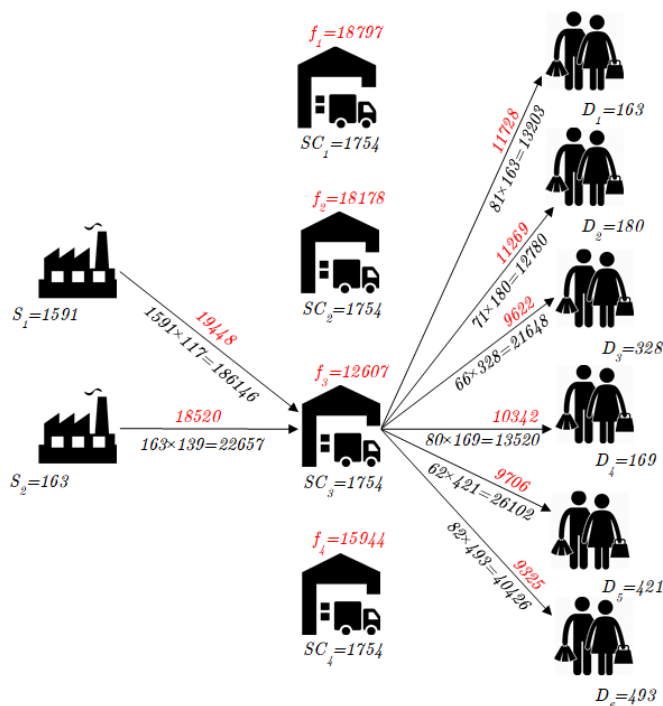 f₁=18797
SC₁=1754
f₂=18178
SC₂=1754
f₃=12607
SC₃=1754
f₄=15944
SC₄=1754
S₁=1591
S₂=163
19448
1591×117=186146
18520
163×139=22657
11728
81×163=13203
11269
71×180=12780
9622
66×328=21648
10342
80×169=13520
9706
62×421=26102
9325
82×493=40426
D₁=163
D₂=180
D₃=328
D₄=169
D₅=421
D₆=493